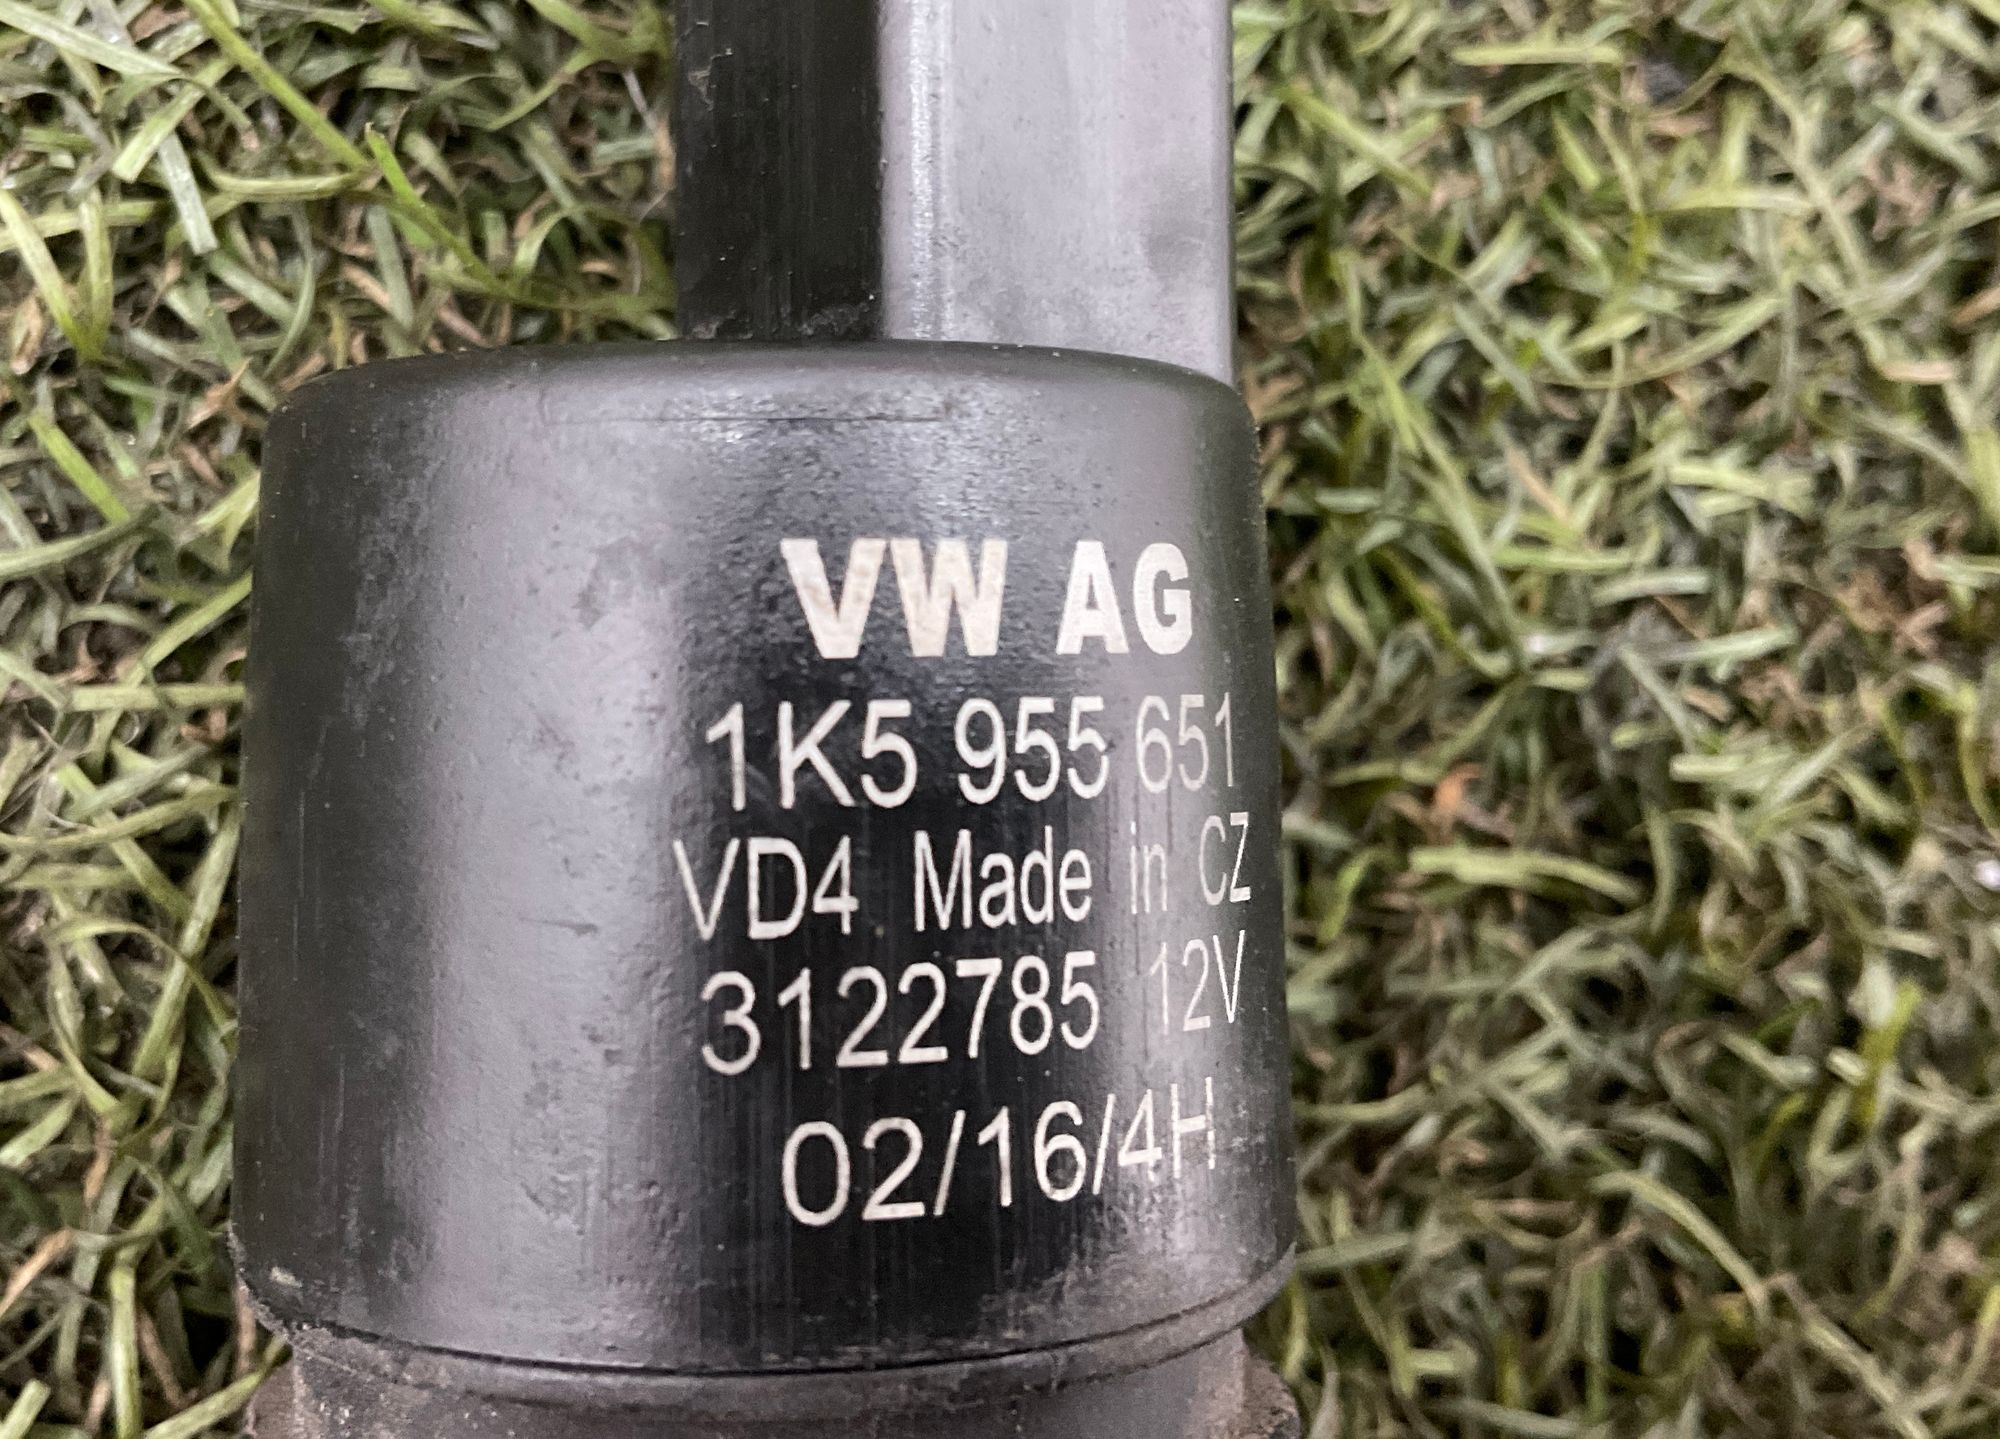 VW AG
1K5 955 651
VD4 Made in CZ
3122785 12V
02/16/4H